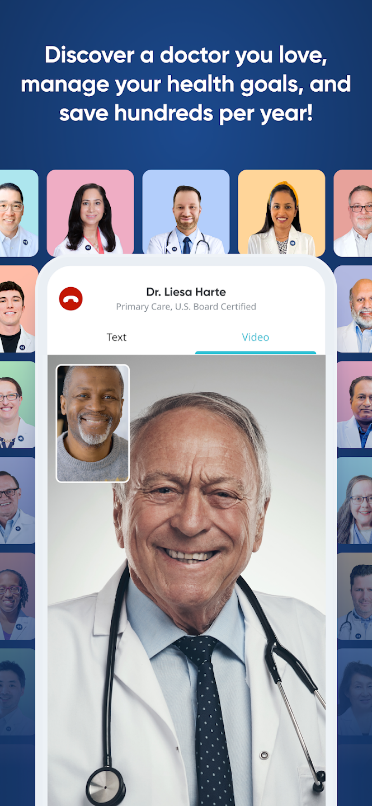 Discover a doctor you love,
manage your health goals, and
save hundreds per year!
Dr. Liesa Harte
Primary Care, U.S. Board Certified
Text
Video